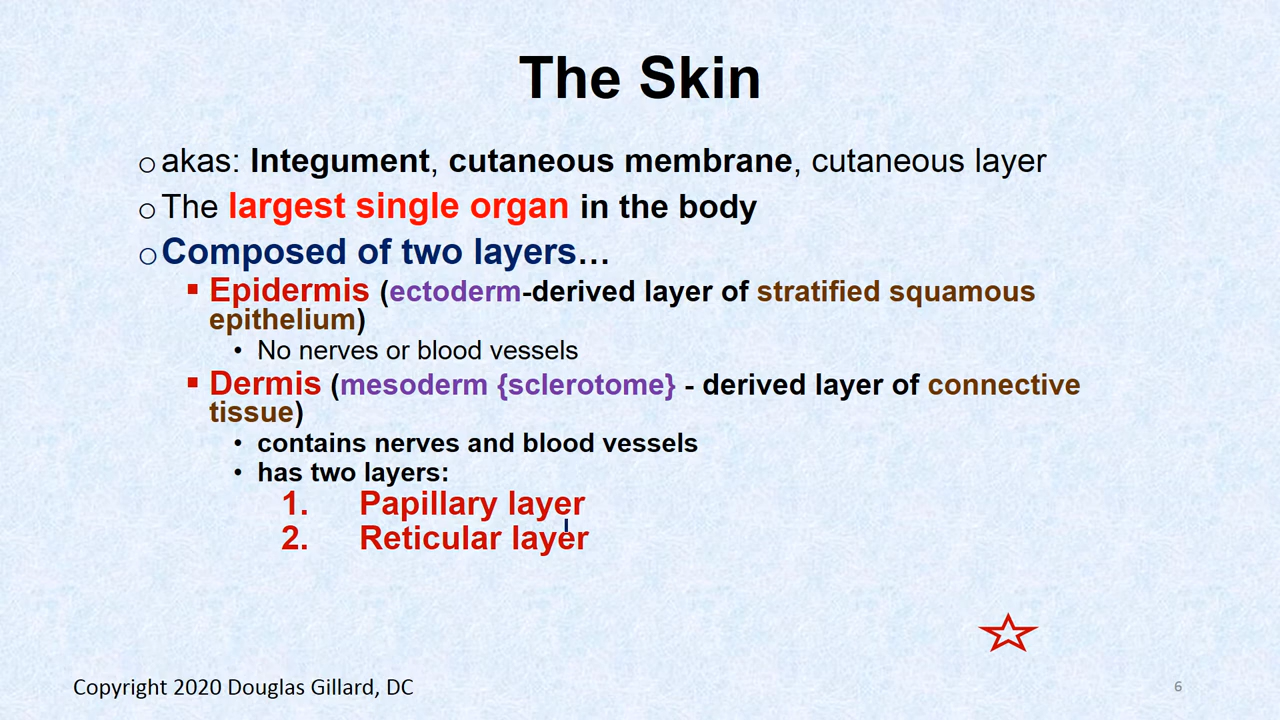 The Skin
o akas: Integument, cutaneous membrane, cutaneous layer
o The largest single organ in the body
o Composed of two layers…
▪ Epidermis (ectoderm-derived layer of stratified squamous
epithelium)
• No nerves or blood vessels
▪ Dermis (mesoderm {sclerotome} - derived layer of connective
tissue)
• contains nerves and blood vessels
• has two layers:
1. Papillary layer
2. Reticular layer
Copyright 2020 Douglas Gillard, DC
6